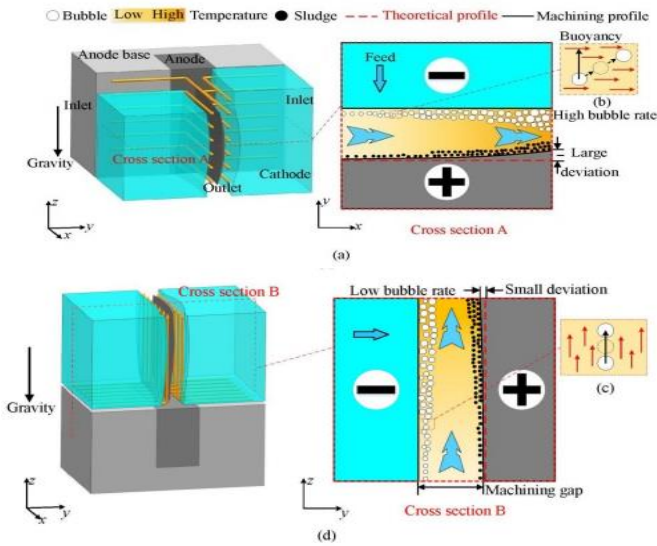 Bubble Low High Temperature Sludge Theoretical profile Machining profile
Anode base Anode
Inlet Inlet
Gravity
Cross section A
Outlet Cathode
z
y
x
Feed
Buoyancy
(b)
High bubble rate
Large
deviation
y
x
Cross section A
(a)
Cross section B
Gravity
z
y
x
Low bubble rate Small deviation
(c)
z
y
Machining gap
Cross section B
(d)